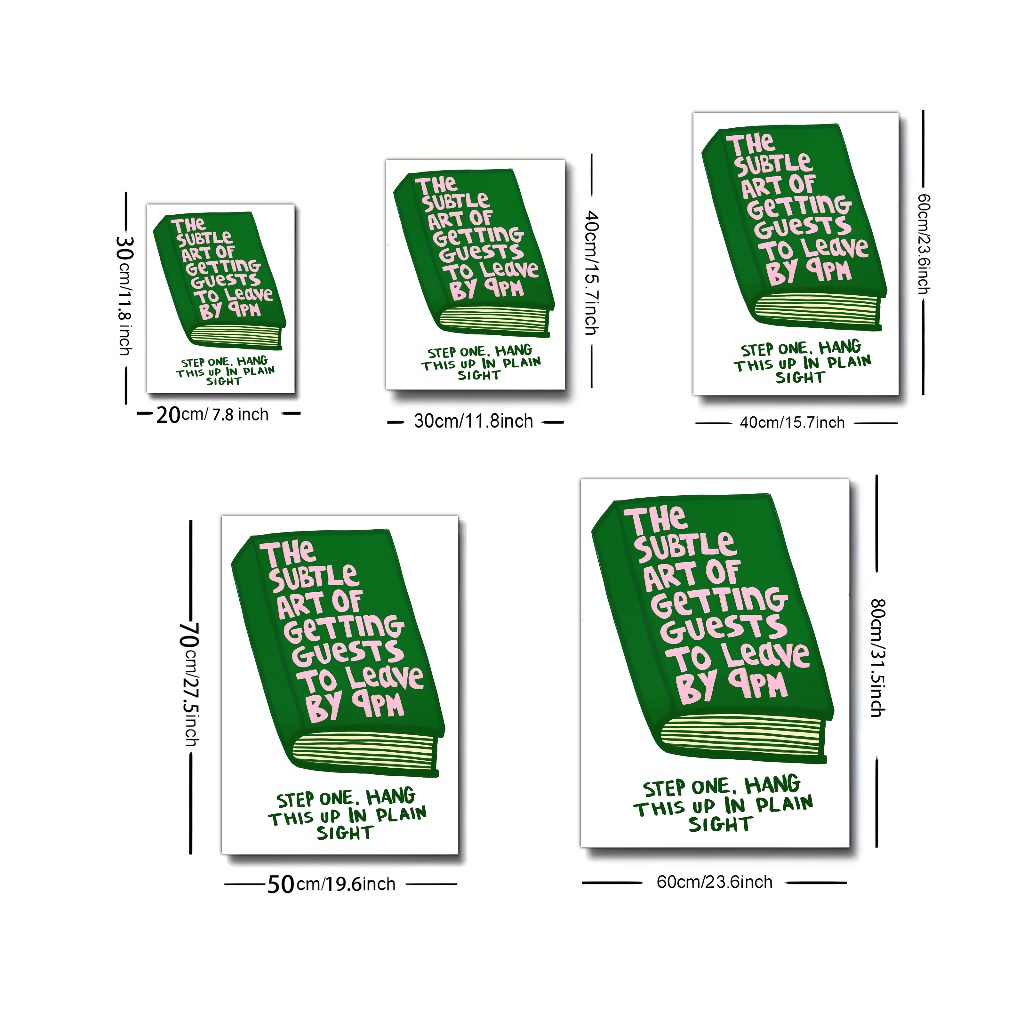 THe
SUBTLe
ART OF
GeTTING
GUeSTS
TO Leave
BY 9PM
STEP ONE, HANG
THIS UP IN PLAIN
SIGHT
30cm/11.8 inch
20cm/ 7.8 inch
THe
SUBTLe
ART OF
GeTTING
GUeSTS
TO Leave
BY 9PM
STEP ONE, HANG
THIS UP IN PLAIN
SIGHT
40cm/15.7inch
30cm/11.8inch
THe
SUBTLe
ART OF
GeTTING
GUeSTS
TO Leave
BY 9PM
STEP ONE, HANG
THIS UP IN PLAIN
SIGHT
60cm/23.6inch
40cm/15.7inch
THe
SUBTLe
ART OF
GeTTING
GUeSTS
TO Leave
BY 9PM
STEP ONE, HANG
THIS UP IN PLAIN
SIGHT
70cm/27.5inch
50cm/19.6inch
THe
SUBTLe
ART OF
GeTTING
GUeSTS
TO Leave
BY 9PM
STEP ONE, HANG
THIS UP IN PLAIN
SIGHT
80cm/31.5inch
60cm/23.6inch